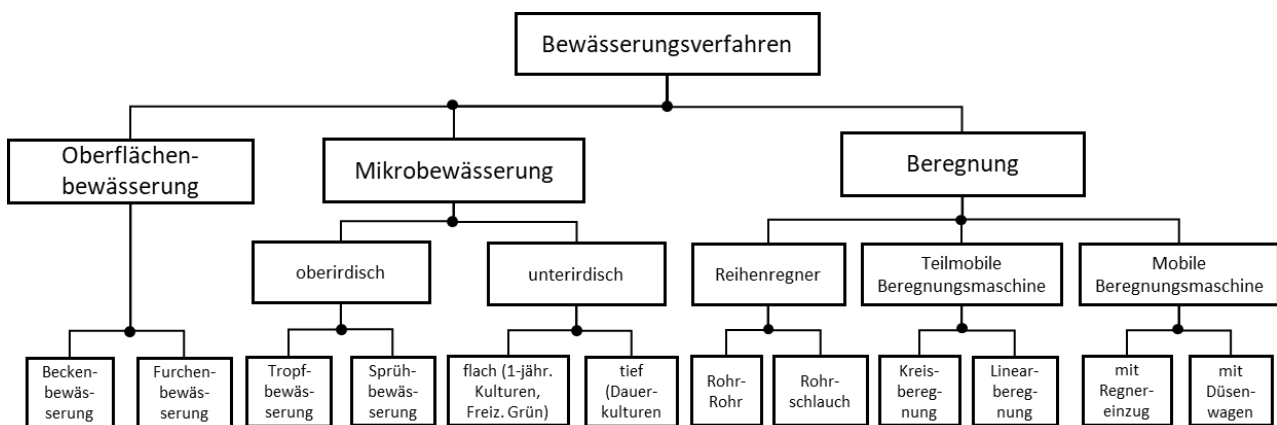 Bewässerungsverfahren
Oberflächen-
bewässerung
Mikrobewässerung
Beregnung
oberirdisch
unterirdisch
Reihenregner
Teilmobile
Beregnungsmaschine
Mobile
Beregnungsmaschine
Becken-
bewäs-
serung
Furchen-
bewäs-
serung
Tropf-
bewäs-
serung
Sprüh-
bewäs-
serung
flach (1-jähr.
Kulturen,
Freiz. Grün)
tief
(Dauer-
kulturen
Rohr-
Rohr
Rohr-
schlauch
Kreis-
bereg-
nung
Linear-
bereg-
nung
mit
Regner-
einzug
mit
Düsen-
wagen